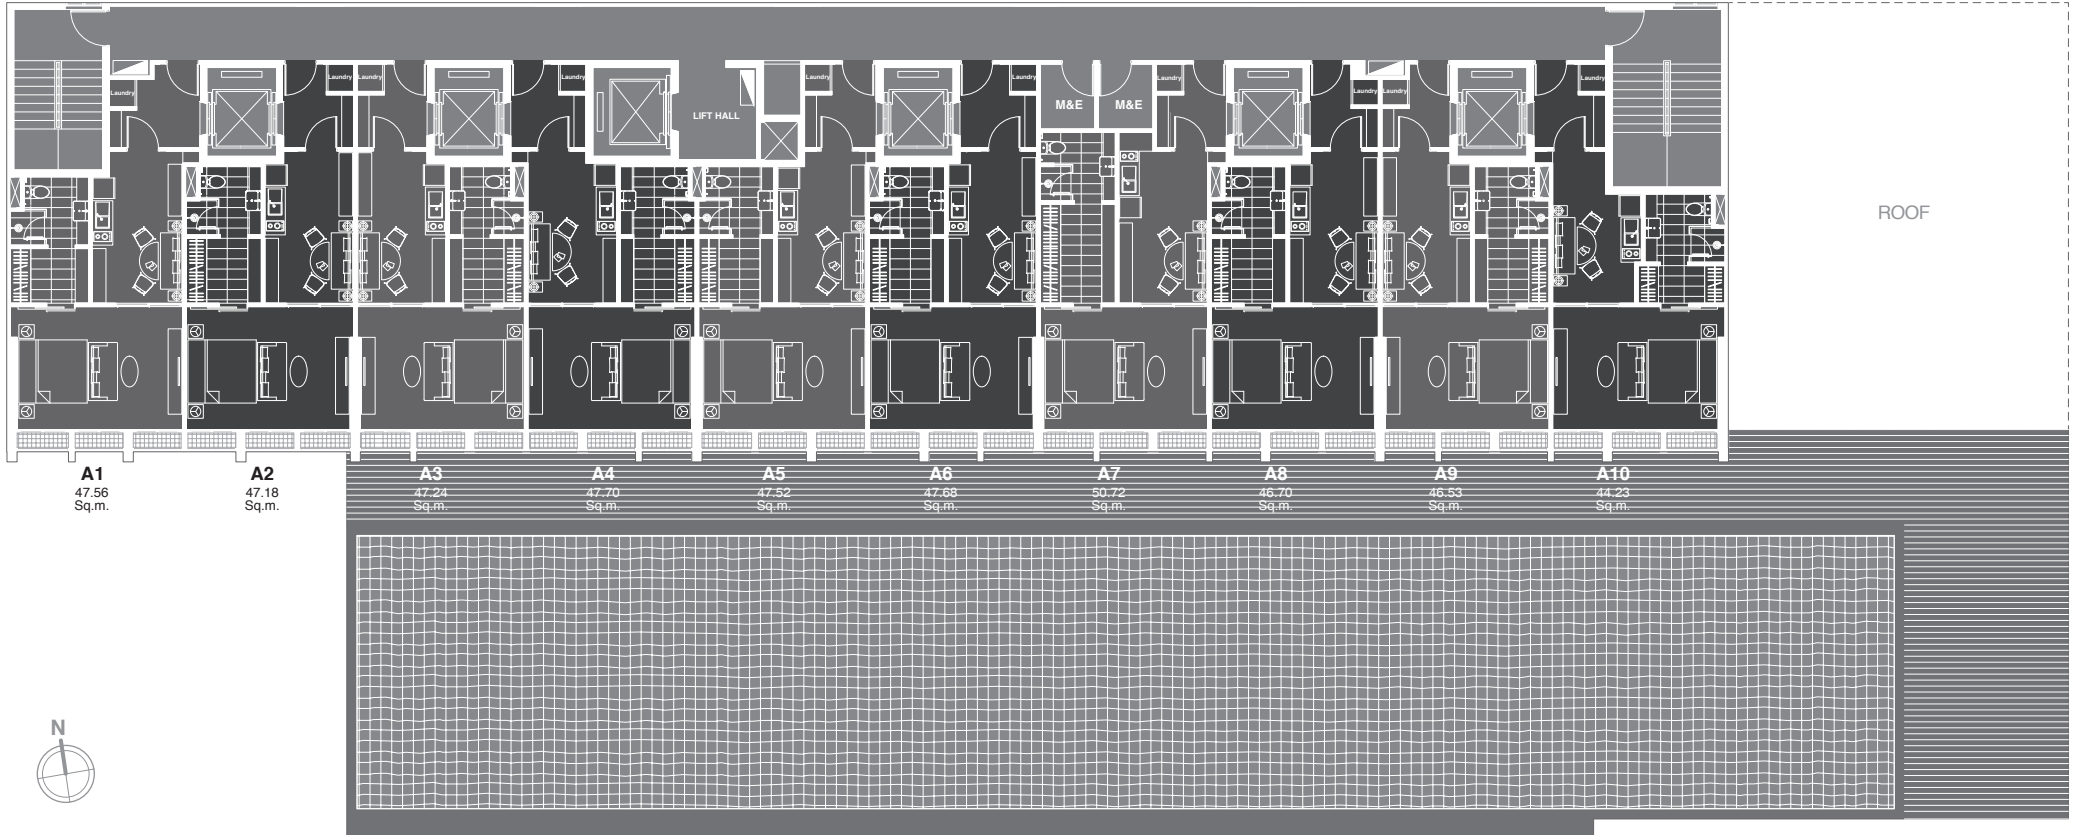 Laundry
Laundry
Laundry
Laundry
Laundry
Laundry
Laundry
Laundry
Laundry
Laundry
LIFT HALL
M&E
M&E
ROOF
A1
47.56
Sq.m.
A2
47.18
Sq.m.
A3
47.24
Sq.m.
A4
47.70
Sq.m.
A5
47.52
Sq.m.
A6
47.68
Sq.m.
A7
50.72
Sq.m.
A8
46.70
Sq.m.
A9
46.53
Sq.m.
A10
44.23
Sq.m.
N